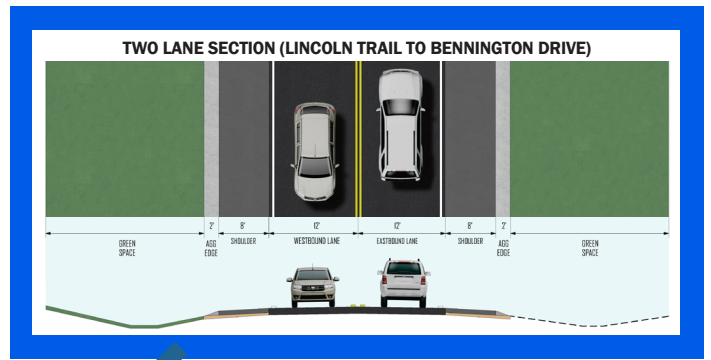 TWO LANE SECTION (LINCOLN TRAIL TO BENNINGTON DRIVE)
2' 8' 12' 12' 8' 2'
GREEN SPACE AGG EDGE SHOULDER WESTBOUND LANE EASTBOUND LANE SHOULDER AGG EDGE GREEN SPACE